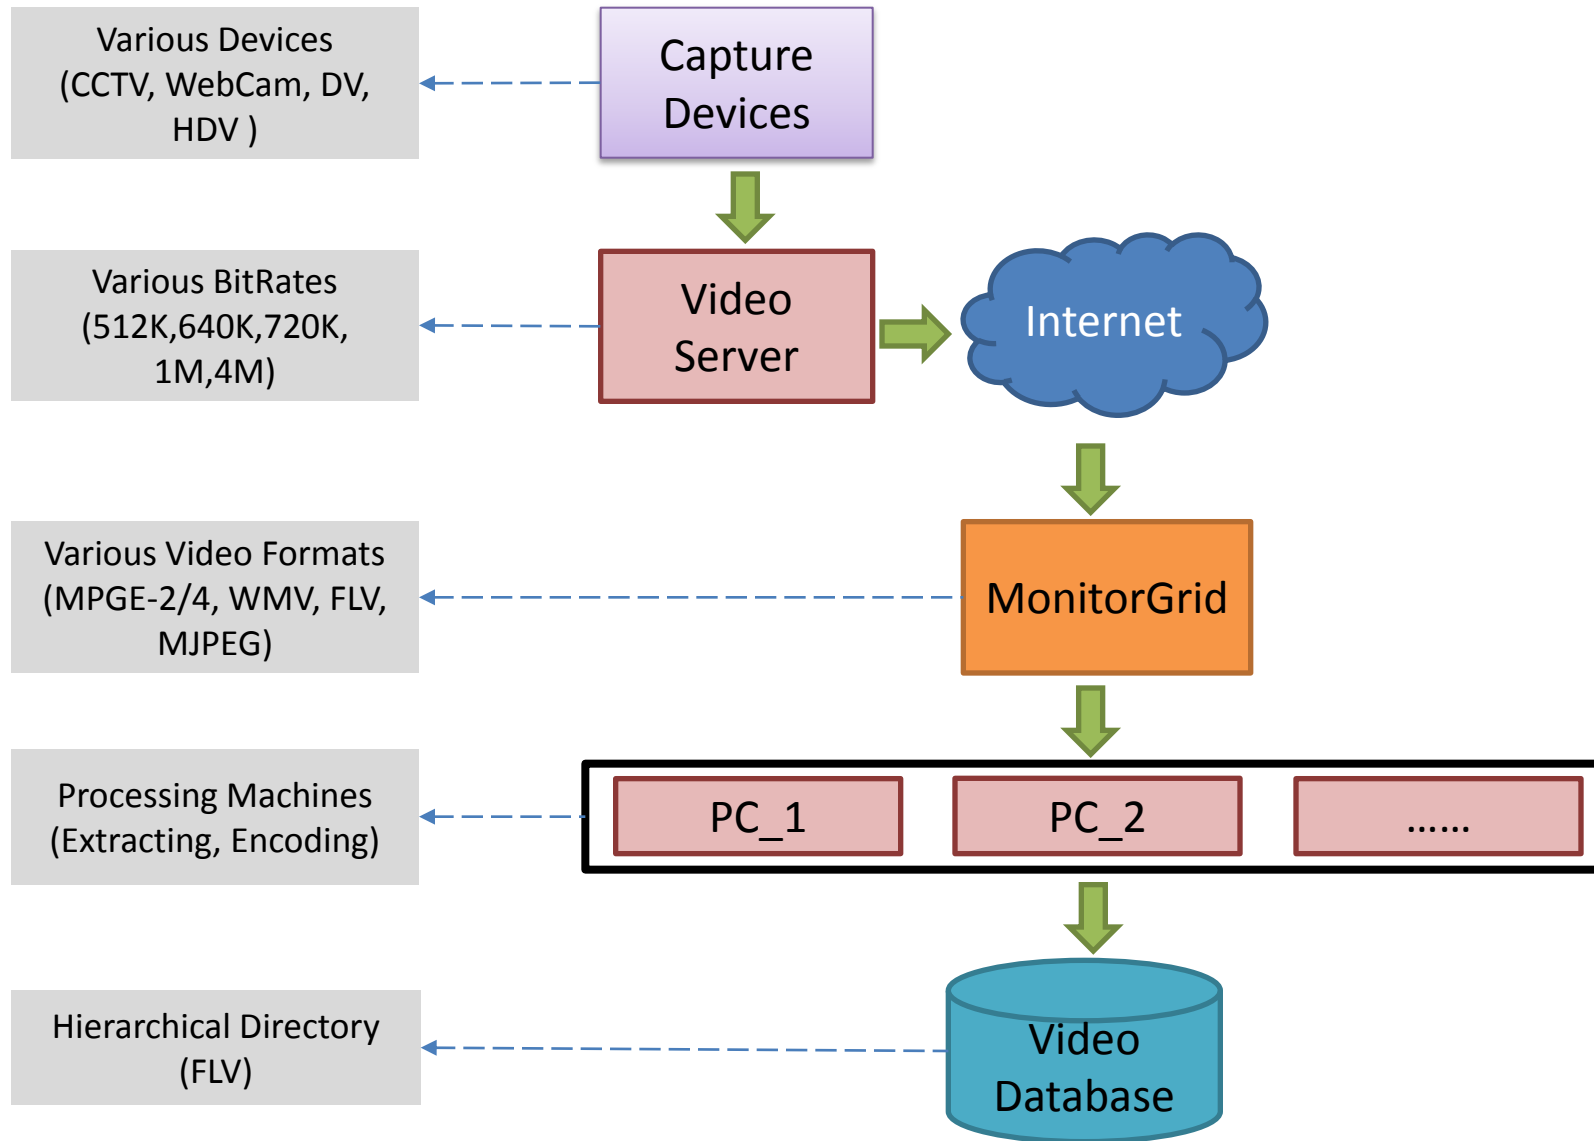 Various Devices
(CCTV, WebCam, DV,
HDV )
Capture
Devices
Various BitRates
(512K,640K,720K,
1M,4M)
Video
Server
Internet
Various Video Formats
(MPGE-2/4, WMV, FLV,
MJPEG)
MonitorGrid
Processing Machines
(Extracting, Encoding)
PC_1
PC_2
......
Hierarchical Directory
(FLV)
Video
Database